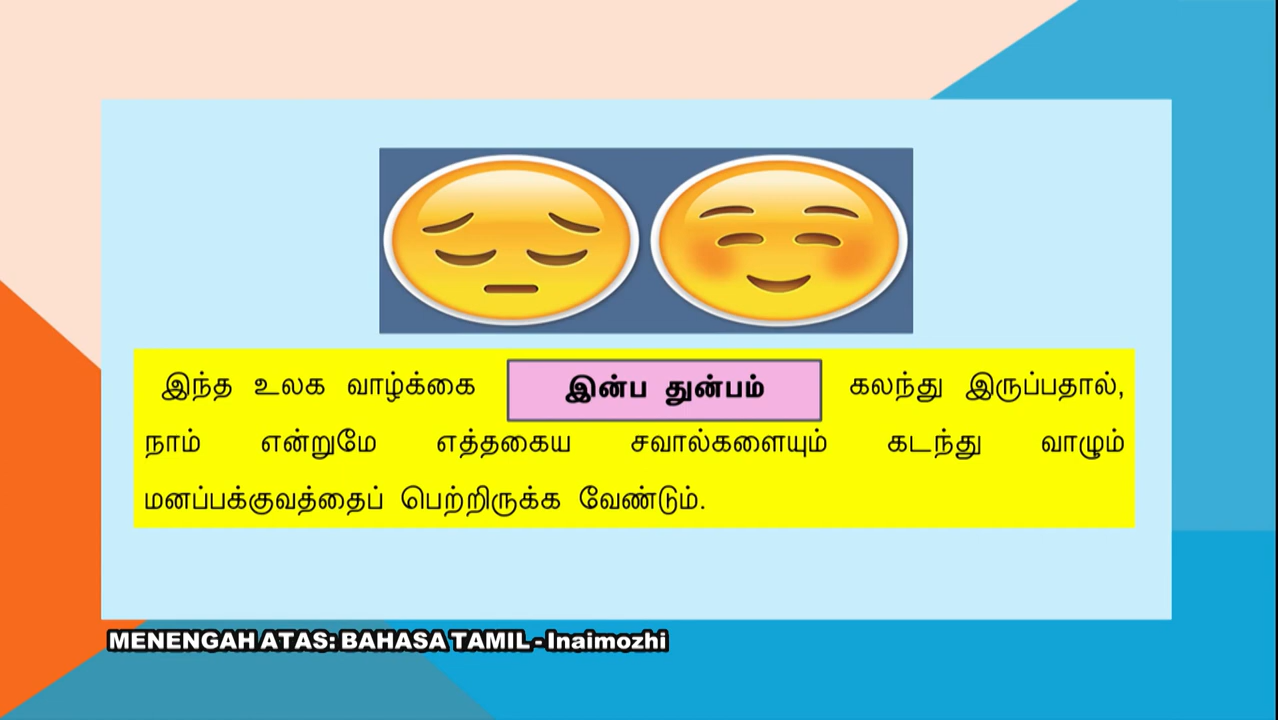 இந்த உலக வாழ்க்கை இன்ப துன்பம் கலந்து இருப்பதால்,
நாம் என்றுமே எத்தகைய சவால்களையும் கடந்து வாழும்
மனப்பக்குவத்தைப் பெற்றிருக்க வேண்டும்.
MENENGAH ATAS: BAHASA TAMIL - Inaimozhi